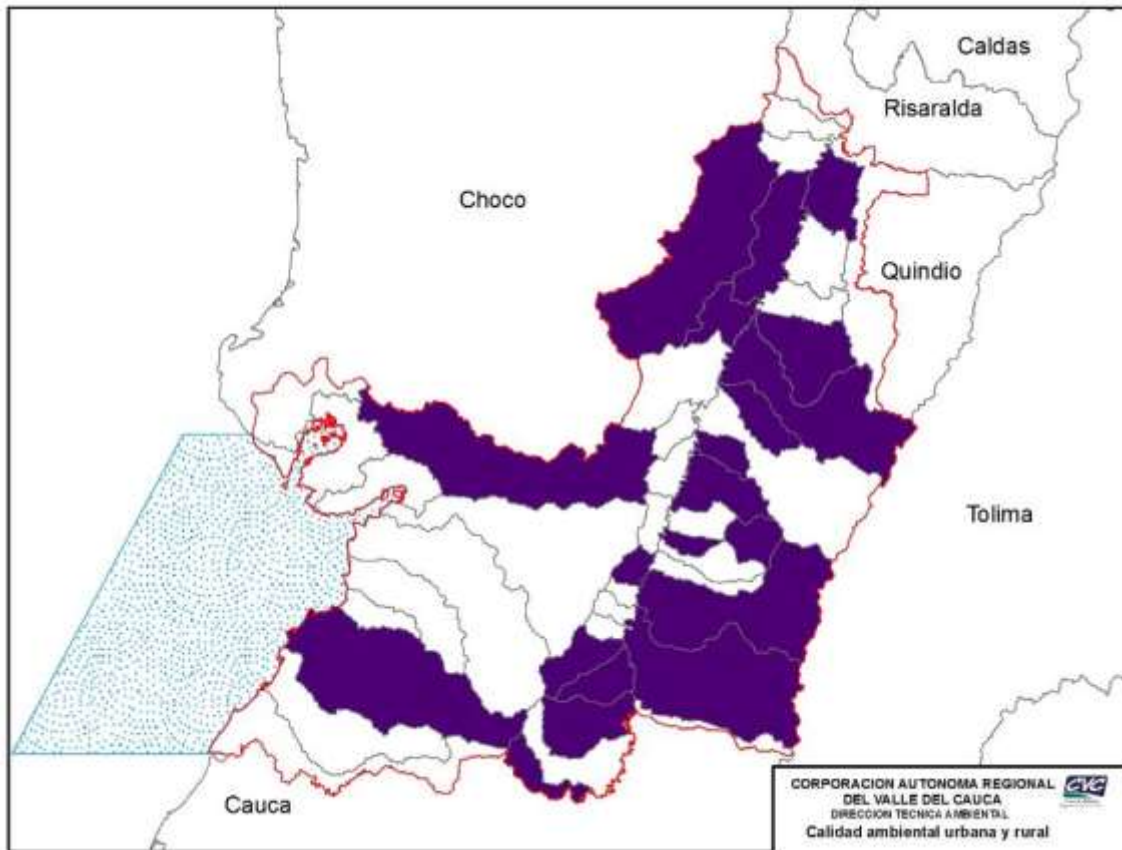 Caldas
Risaralda
Choco
Quindio
Tolima
Cauca
CORPORACION AUTONOMA REGIONAL
DEL VALLE DEL CAUCA
DIRECCION TECNICA AMBIENTAL
Calidad ambiental urbana y rural
CVC